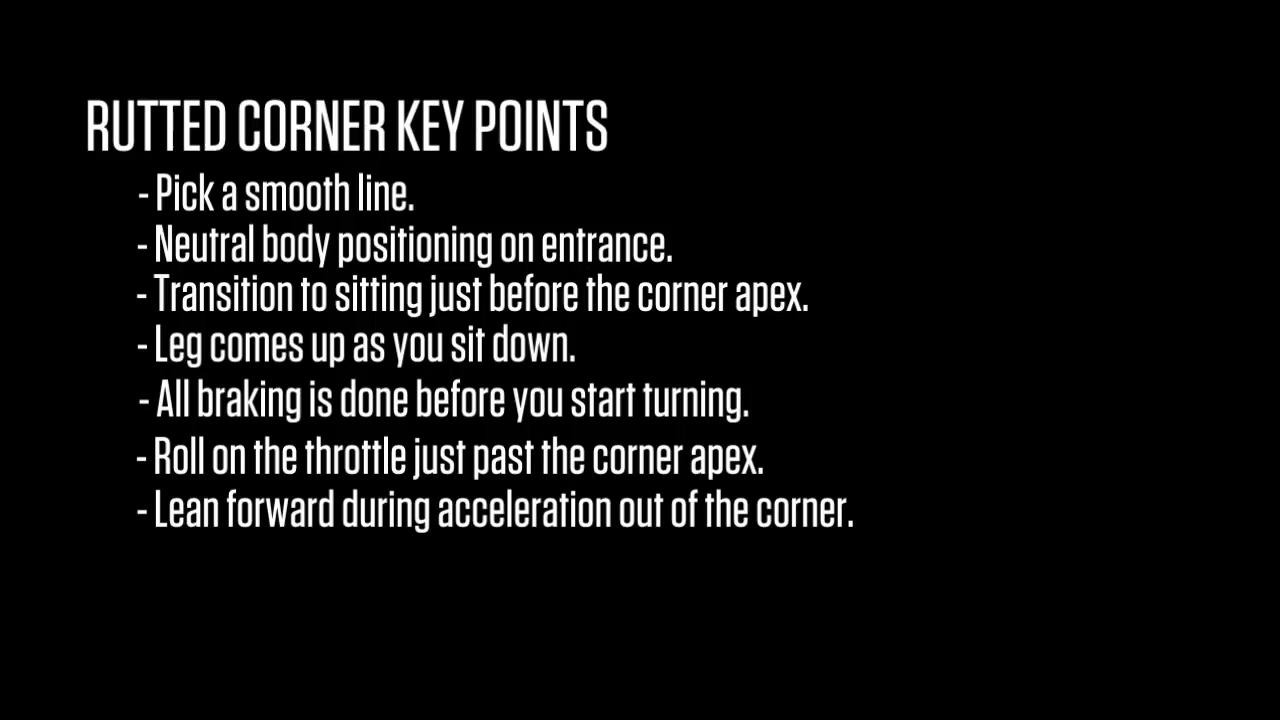 RUTTED CORNER KEY POINTS
- Pick a smooth line.
- Neutral body positioning on entrance.
- Transition to sitting just before the corner apex.
- Leg comes up as you sit down.
- All braking is done before you start turning.
- Roll on the throttle just past the corner apex.
- Lean forward during acceleration out of the corner.